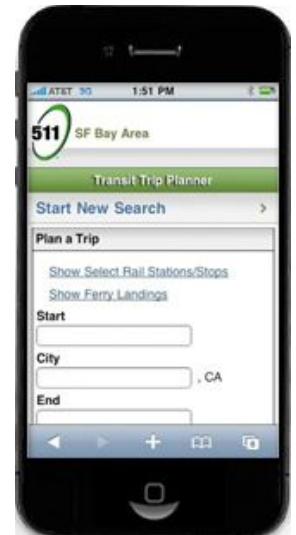 AT&T 3G 1:51 PM
511 SF Bay Area
Transit Trip Planner
Start New Search >
Plan a Trip
Show Select Rail Stations/Stops
Show Ferry Landings
Start
City
, CA
End